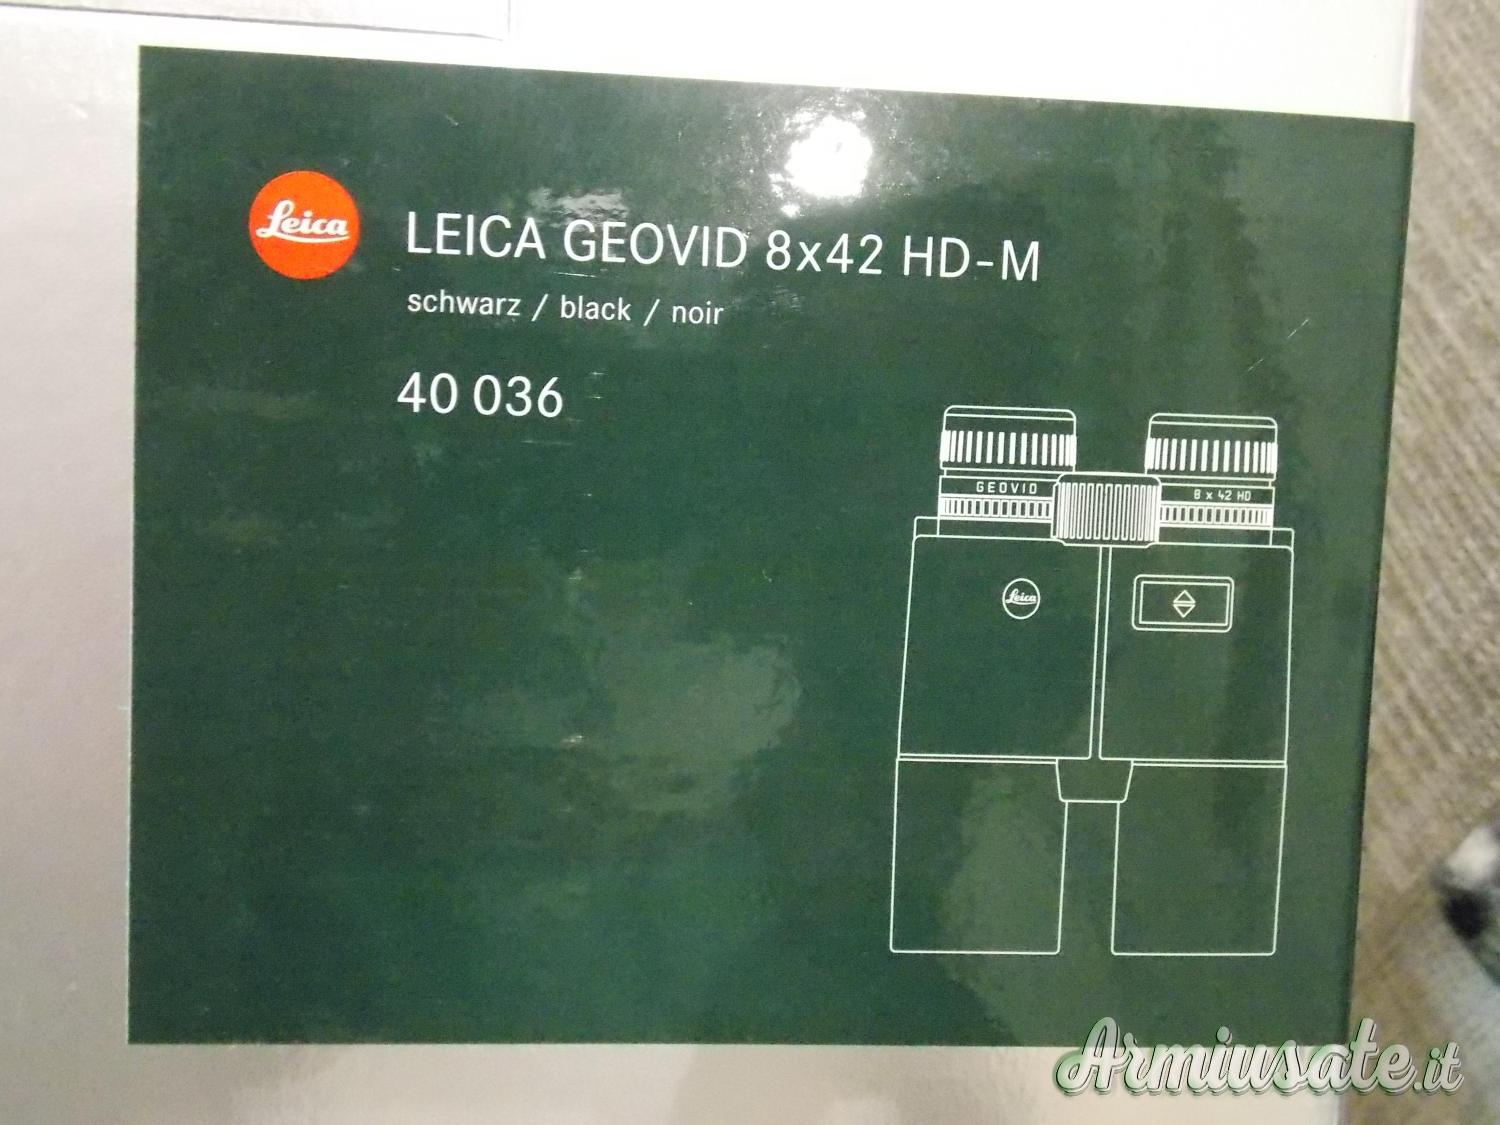 Leica
LEICA GEOVID 8x42 HD-M
schwarz / black / noir
40 036
GEOVID
8 x 42 HD
Leica
Armiusate.it